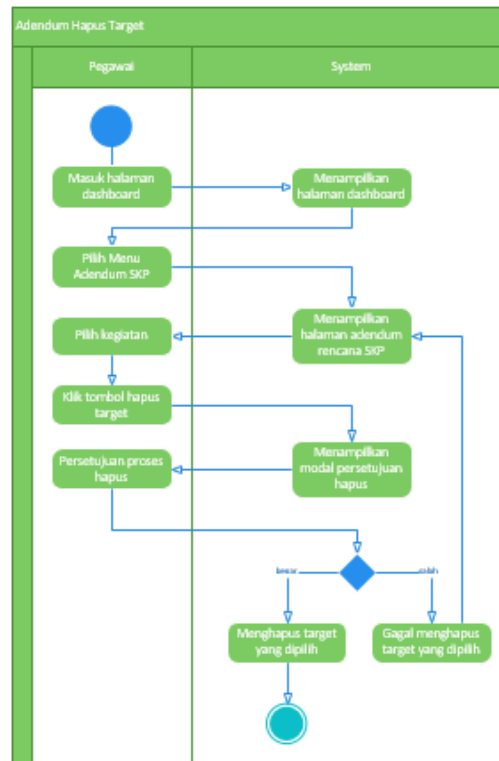 Adendum Hapus Target
Pegawai
System
Masuk halaman
dashboard
Menampilkan
halaman dashboard
Pilih Menu
Adendum SKP
Menampilkan
halaman adendum
rencana SKP
Pilih kegiatan
Klik tombol hapus
target
Menampilkan
modal persetujuan
hapus
Persetujuan proses
hapus
benar
salah
Menghapus target
yang dipilih
Gagal menghapus
target yang dipilih